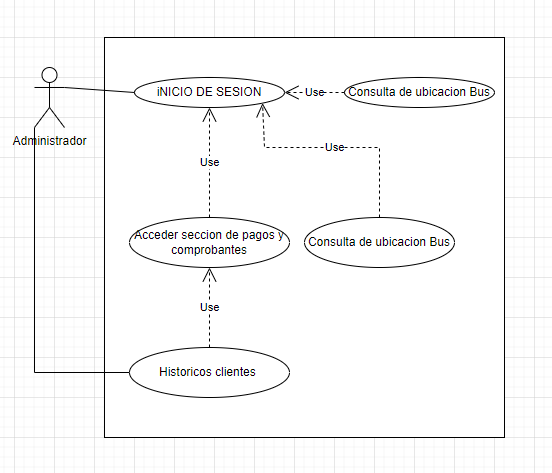 iNICIO DE SESION
Use
Consulta de ubicacion Bus
Administrador
Use
Use
Acceder seccion de pagos y
comprobantes
Consulta de ubicacion Bus
Use
Historicos clientes